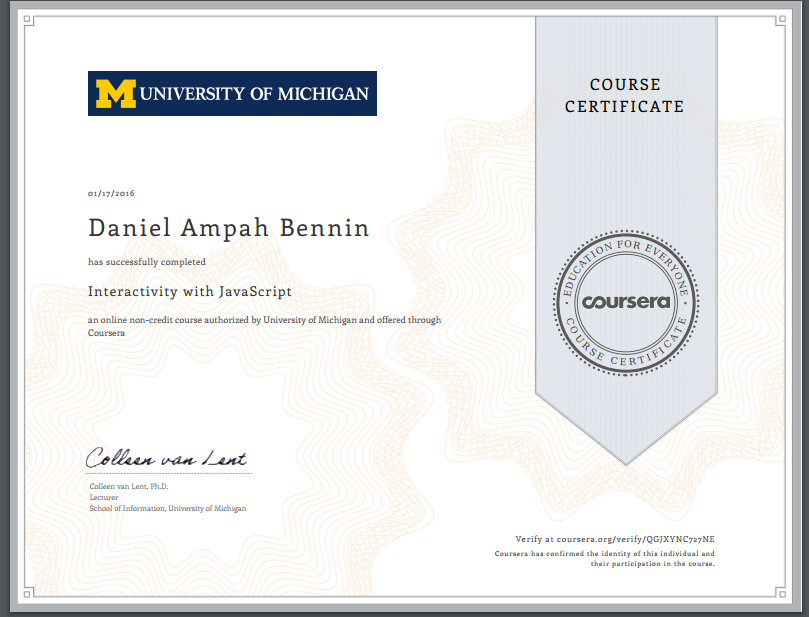 M UNIVERSITY OF MICHIGAN
COURSE
CERTIFICATE
01/17/2016
Daniel Ampah Bennin
has successfully completed
Interactivity with JavaScript
an online non-credit course authorized by University of Michigan and offered through
Coursera
EDUCATION FOR EVERYONE
coursera
COURSE CERTIFICATE
Colleen van Lent
Colleen van Lent, Ph.D.
Lecturer
School of Information, University of Michigan
Verify at coursera.org/verify/QGJXYNC727NE
Coursera has confirmed the identity of this individual and
their participation in the course.